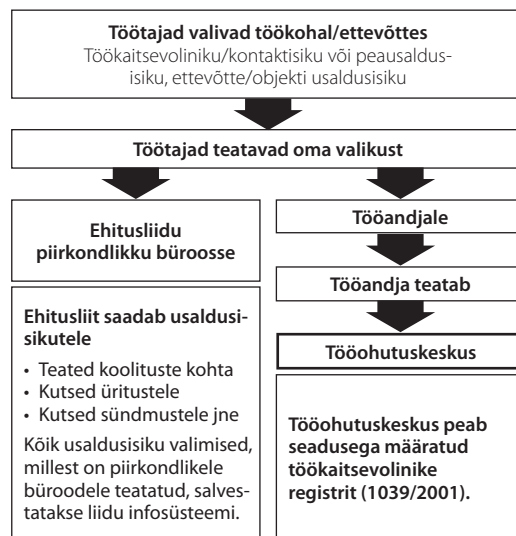 Töötajad valivad töökohal/ettevõttes
Töökaitsevoliniku/kontaktisiku või peausaldus-
isiku, ettevõtte/objekti usaldusisiku
Töötajad teatavad oma valikust
Ehitusliidu
piirkondlikku büroosse
Ehitusliit saadab usaldusi-
sikutele
• Teated koolituste kohta
• Kutsed üritustele
• Kutsed sündmustele jne
Kõik usaldusisiku valimised,
millest on piirkondlikele
büroodele teatatud, salves-
tatakse liidu infosüsteemi.
Tööandjale
Tööandja teatab
Tööohutuskeskus
Tööohutuskeskus peab
seadusega määratud
töökaitsevolinike
registrit (1039/2001).